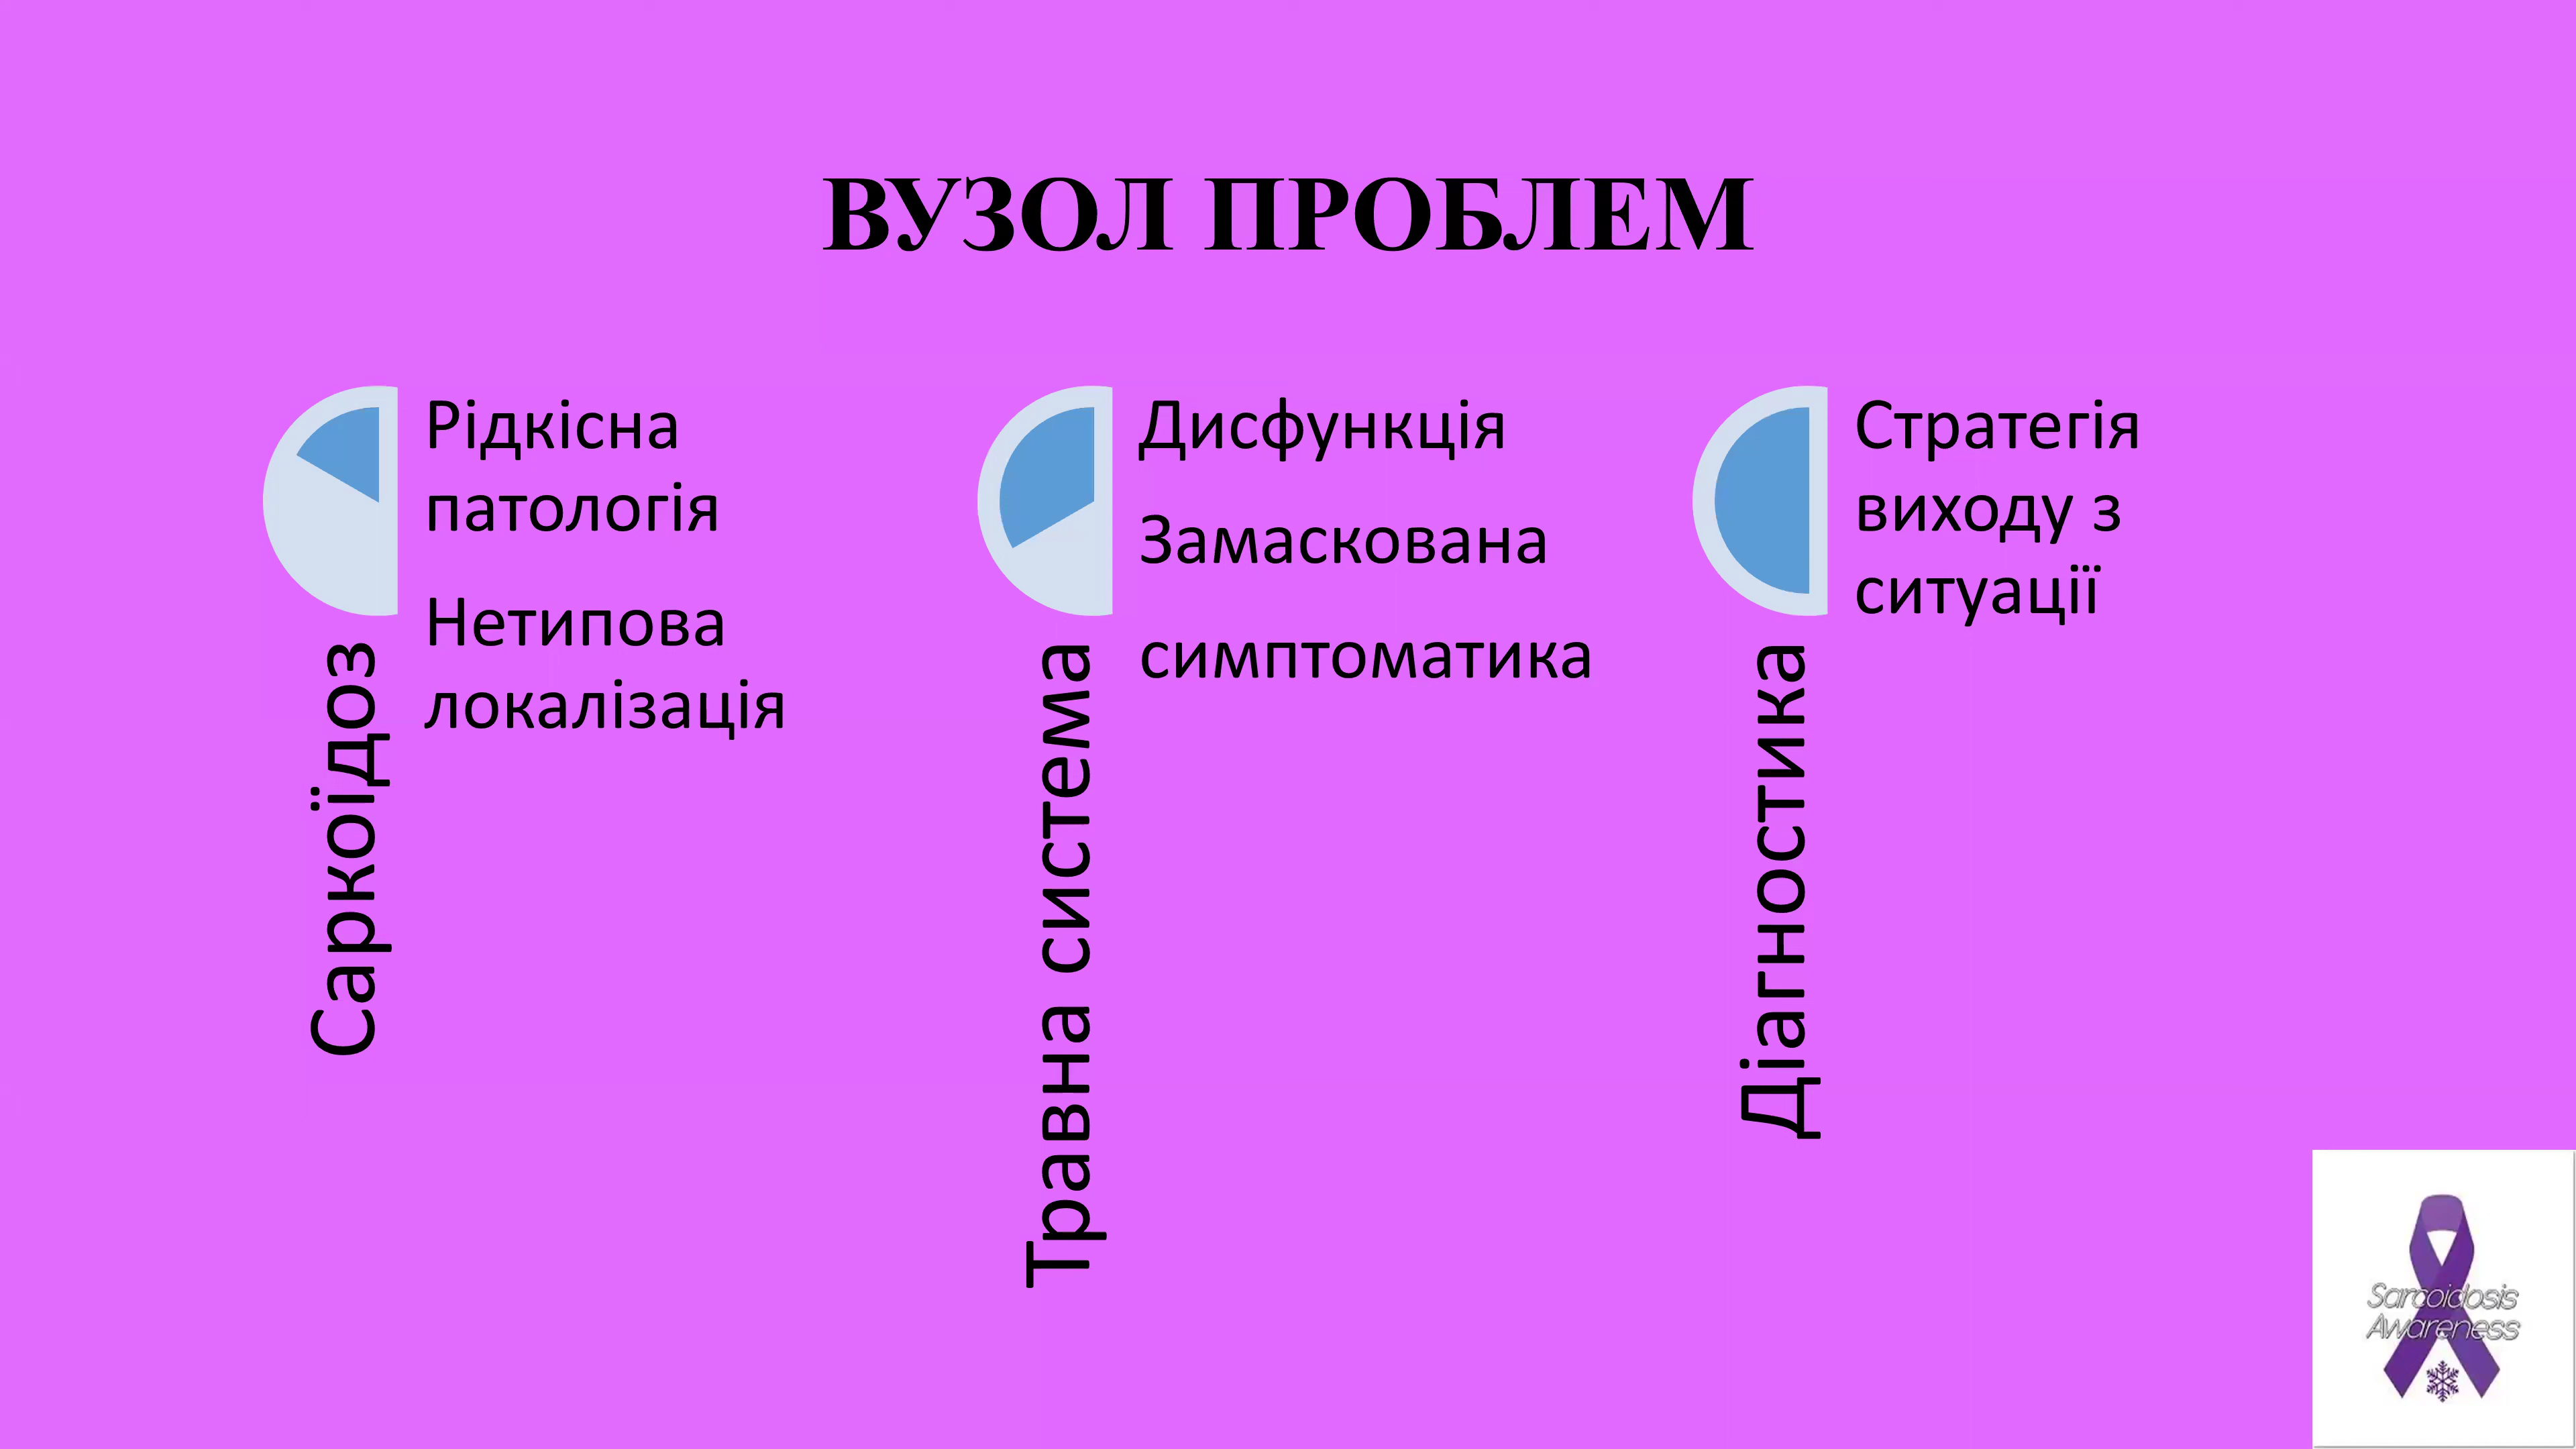 ВУЗОЛ ПРОБЛЕМ
Саркоїдоз
Рідкісна
патологія
Нетипова
локалізація
Травна система
Дисфункція
Замаскована
симптоматика
Діагностика
Стратегія
виходу з
ситуації
Sarcoidosis
Awareness